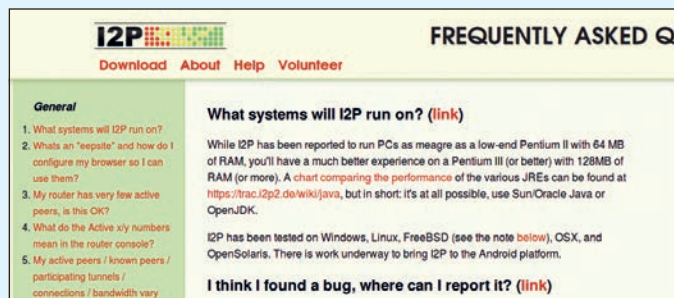 I2P
FREQUENTLY ASKED Q
Download About Help Volunteer
General
1. What systems will I2P run on?
2. Whats an "eepsite" and how do I
configure my browser so I can
use them?
3. My router has very few active
peers, is this OK?
4. What do the Active x/y numbers
mean in the router console?
5. My active peers / known peers /
participating tunnels /
connections / bandwidth vary
What systems will I2P run on? (link)
While I2P has been reported to run PCs as meagre as a low-end Pentium II with 64 MB
of RAM, you'll have a much better experience on a Pentium III (or better) with 128MB of
RAM (or more). A chart comparing the performance of the various JREs can be found at
https://trac.i2p2.de/wiki/java, but in short: it's at all possible, use Sun/Oracle Java or
OpenJDK.
I2P has been tested on Windows, Linux, FreeBSD (see the note below), OSX, and
OpenSolaris. There is work underway to bring I2P to the Android platform.
I think I found a bug, where can I report it? (link)